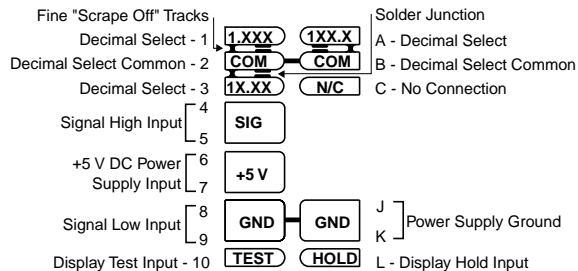 Fine "Scrape Off" Tracks
Solder Junction
Decimal Select - 1
1.XXX
1XX.X
A - Decimal Select
Decimal Select Common - 2
COM
COM
B - Decimal Select Common
Decimal Select - 3
1X.XX
N/C
C - No Connection
Signal High Input
4
5
SIG
+5 V DC Power
Supply Input
6
7
+5 V
Signal Low Input
8
9
GND
GND
J
K
Power Supply Ground
Display Test Input - 10
TEST
HOLD
L - Display Hold Input